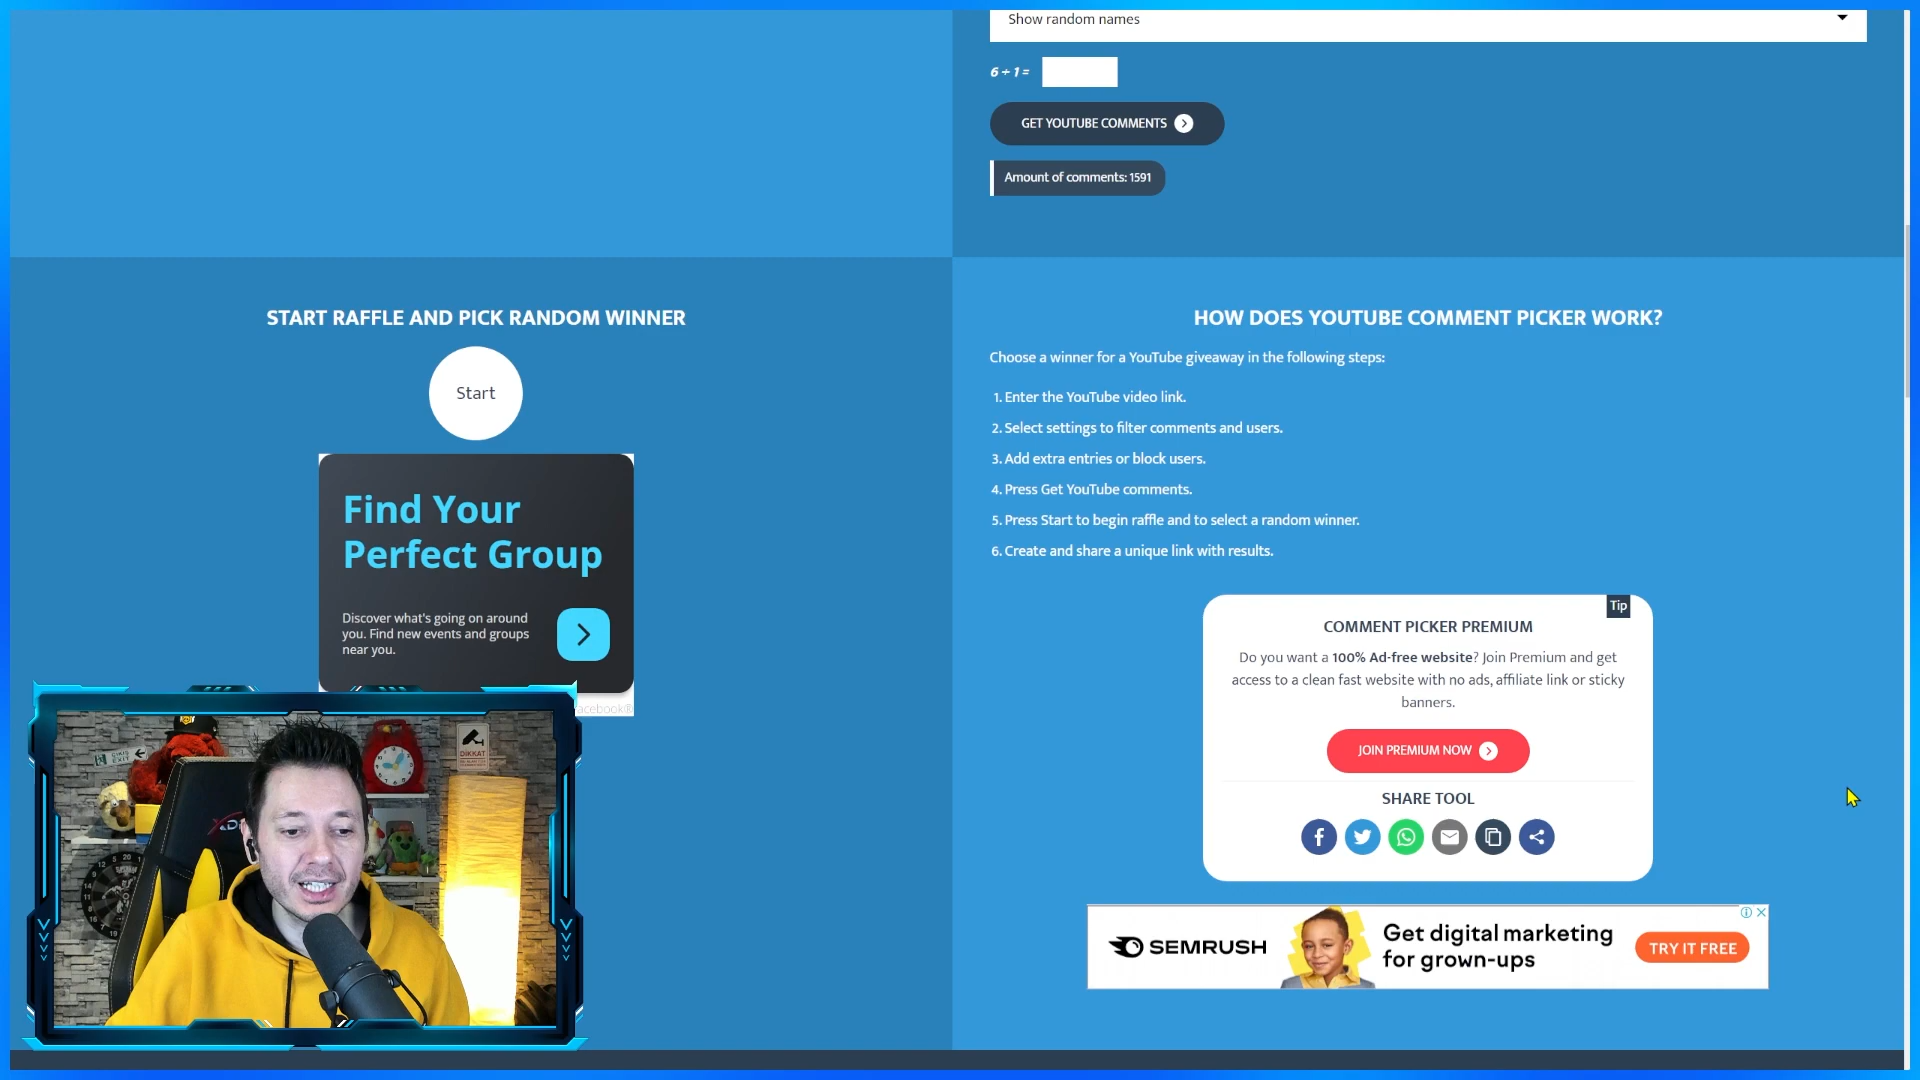 Show random names
6 ÷ 1 =
GET YOUTUBE COMMENTS
Amount of comments: 1591
START RAFFLE AND PICK RANDOM WINNER
Start
Find Your
Perfect Group
Discover what's going on around
you. Find new events and groups
near you.
acebook®
HOW DOES YOUTUBE COMMENT PICKER WORK?
Choose a winner for a YouTube giveaway in the following steps:
1. Enter the YouTube video link.
2. Select settings to filter comments and users.
3. Add extra entries or block users.
4. Press Get YouTube comments.
5. Press Start to begin raffle and to select a random winner.
6. Create and share a unique link with results.
Tip
COMMENT PICKER PREMIUM
Do you want a 100% Ad-free website? Join Premium and get
access to a clean fast website with no ads, affiliate link or sticky
banners.
JOIN PREMIUM NOW
SHARE TOOL
SEMRUSH
Get digital marketing
for grown-ups
TRY IT FREE
DİKKAT